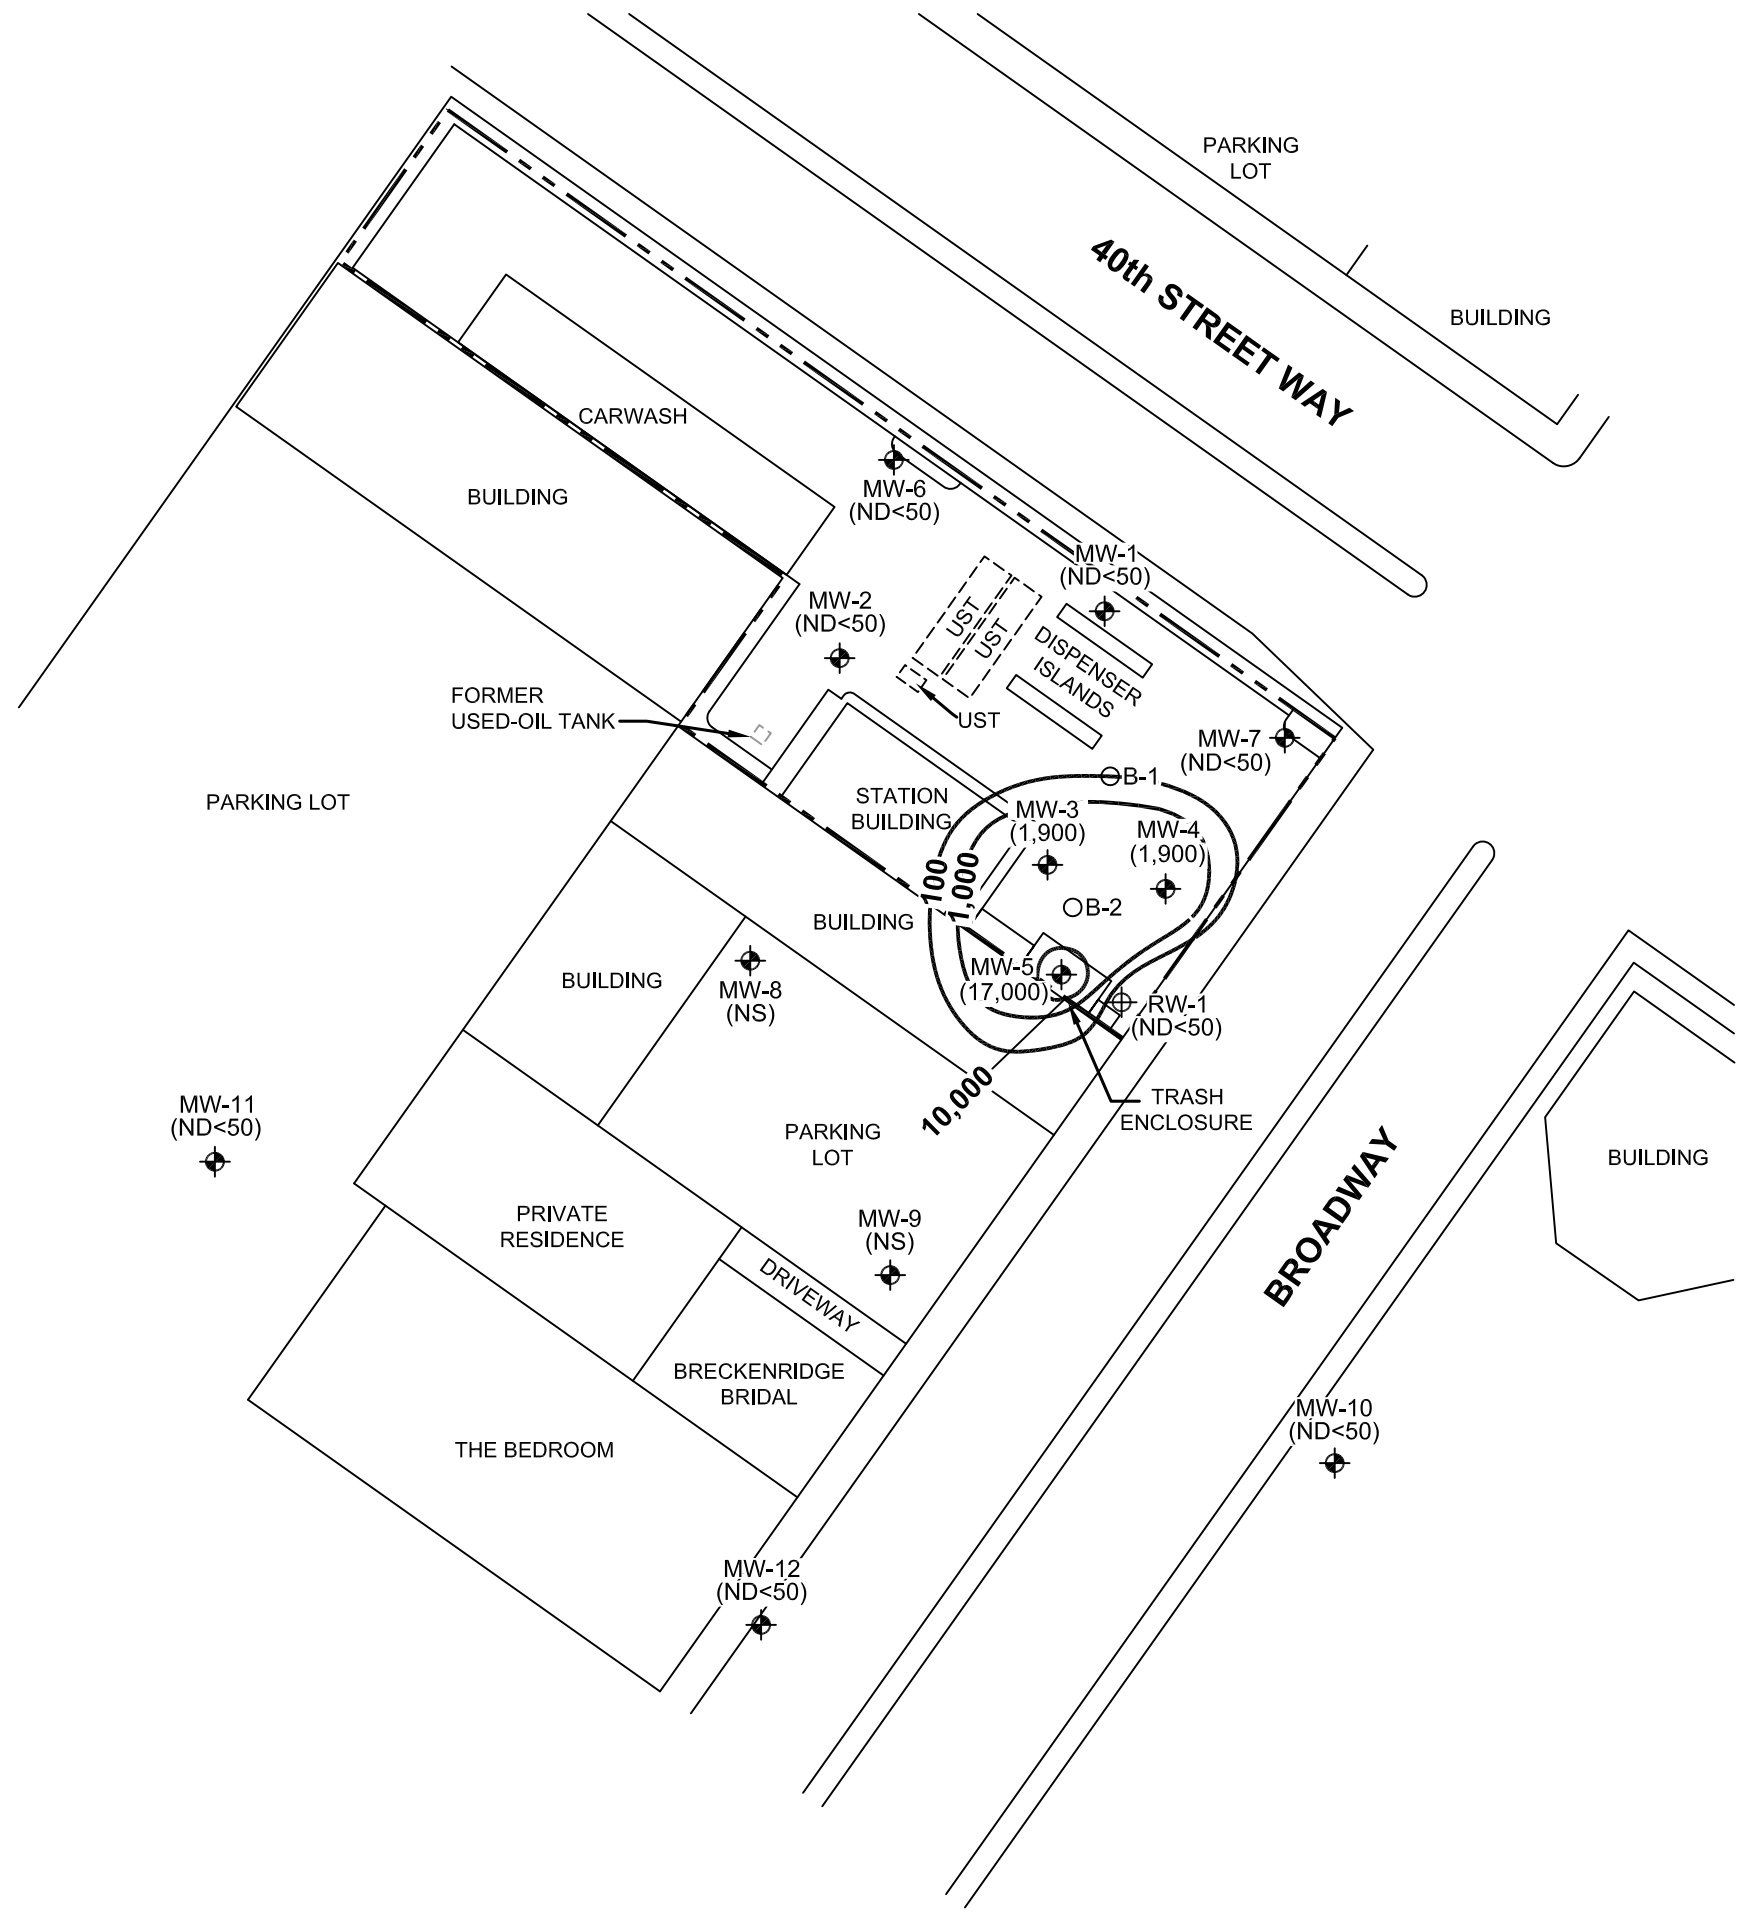 PARKING
LOT
40th STREET WAY
BUILDING
CARWASH
BUILDING
MW-6
(ND<50)
MW-1
(ND<50)
MW-2
(ND<50)
UST
UST
DISPENSER
ISLANDS
FORMER
USED-OIL TANK
UST
MW-7
(ND<50)
B-1
PARKING LOT
STATION
BUILDING
MW-3
(1,900)
MW-4
(1,900)
100
1,000
B-2
BUILDING
MW-5
(17,000)
BUILDING
MW-8
(NS)
RW-1
(ND<50)
10,000
TRASH
ENCLOSURE
MW-11
(ND<50)
PARKING
LOT
BROADWAY
BUILDING
PRIVATE
RESIDENCE
MW-9
(NS)
DRIVEWAY
BRECKENRIDGE
BRIDAL
MW-10
(ND<50)
THE BEDROOM
MW-12
(ND<50)